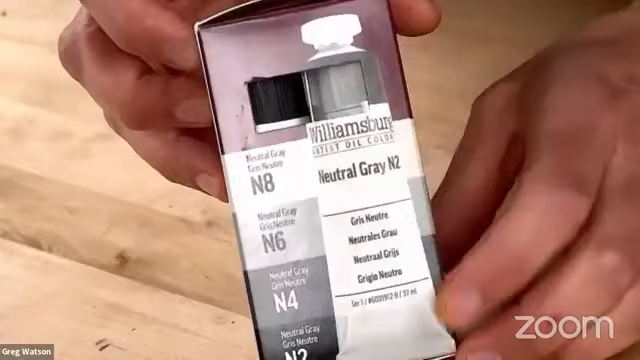 Williamsburg
ARTIST OIL COLOR
Neutral Gray N2
Gris Neutre
Neutrales Grau
Neutraal Grijs
Grigio Neutro
Ser 1 / #6001912-9 / 37 ml
Neutral Gray
Gris Neutre
N8
Neutral Gray
Gris Neutre
N6
Neutral Gray
Gris Neutre
N4
Neutral Gray
Gris Neutre
N2
Greg Watson
zoom